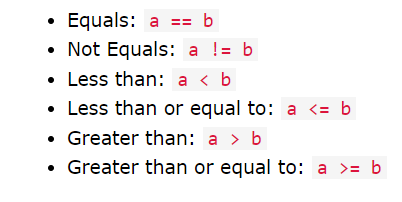 • Equals: a == b
• Not Equals: a != b
• Less than: a < b
• Less than or equal to: a <= b
• Greater than: a > b
• Greater than or equal to: a >= b